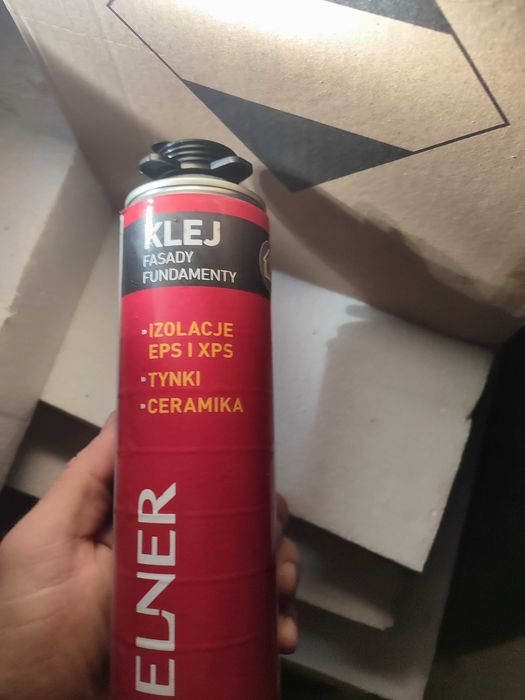 KLEJ
FASADY
FUNDAMENTY
IZOLACJE
EPS I XPS
TYNKI
CERAMIKA
ELNER